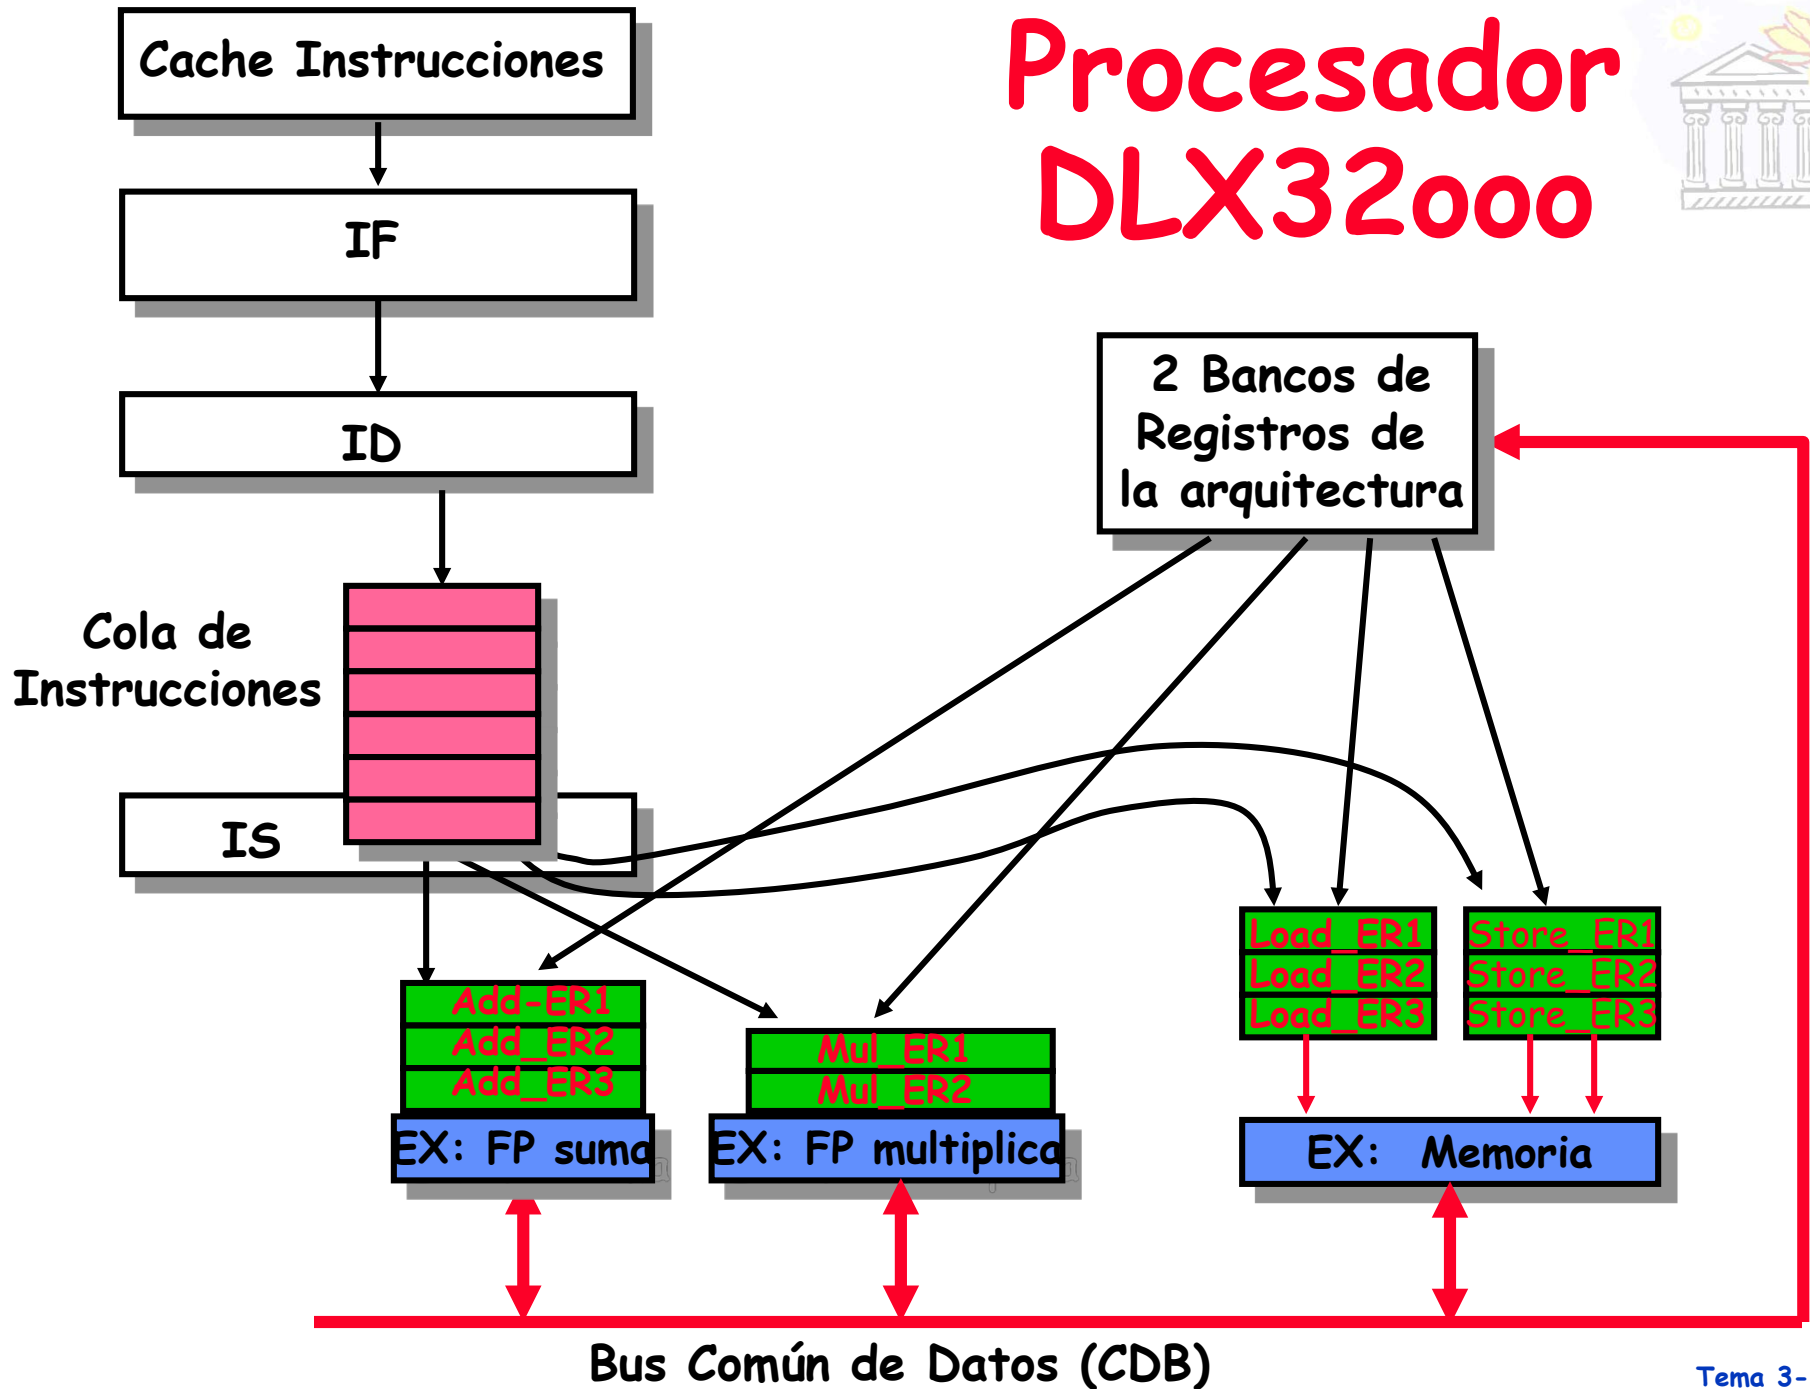 Procesador
DLX32ooo
Cache Instrucciones
IF
ID
2 Bancos de
Registros de
la arquitectura
Cola de
Instrucciones
IS
Load_ER1
Load_ER2
Load_ER3
Store_ER1
Store_ER2
Store_ER3
Add-ER1
Add_ER2
Add_ER3
Mul_ER1
Mul_ER2
EX: FP suma
EX: FP multiplica
EX: Memoria
Bus Común de Datos (CDB)
Tema 3-